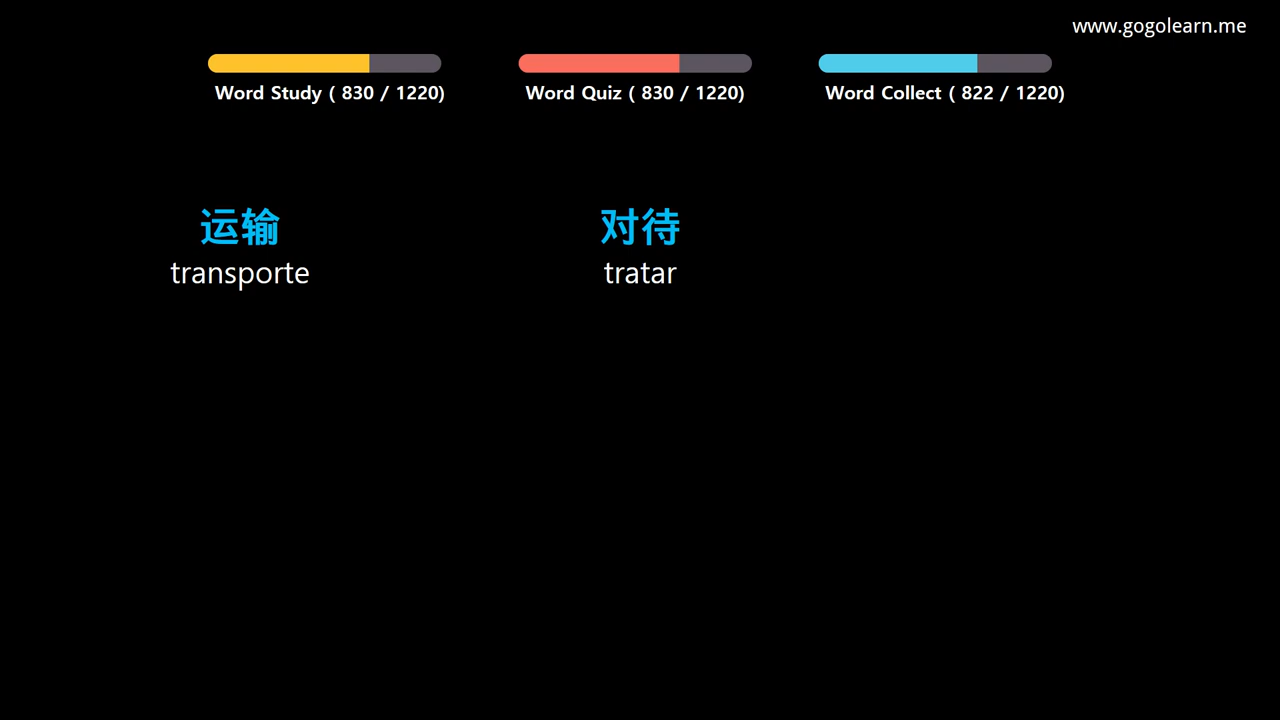 www.gogolearn.me
Word Study ( 830 / 1220)
Word Quiz ( 830 / 1220)
Word Collect ( 822 / 1220)
运输
transporte
对待
tratar